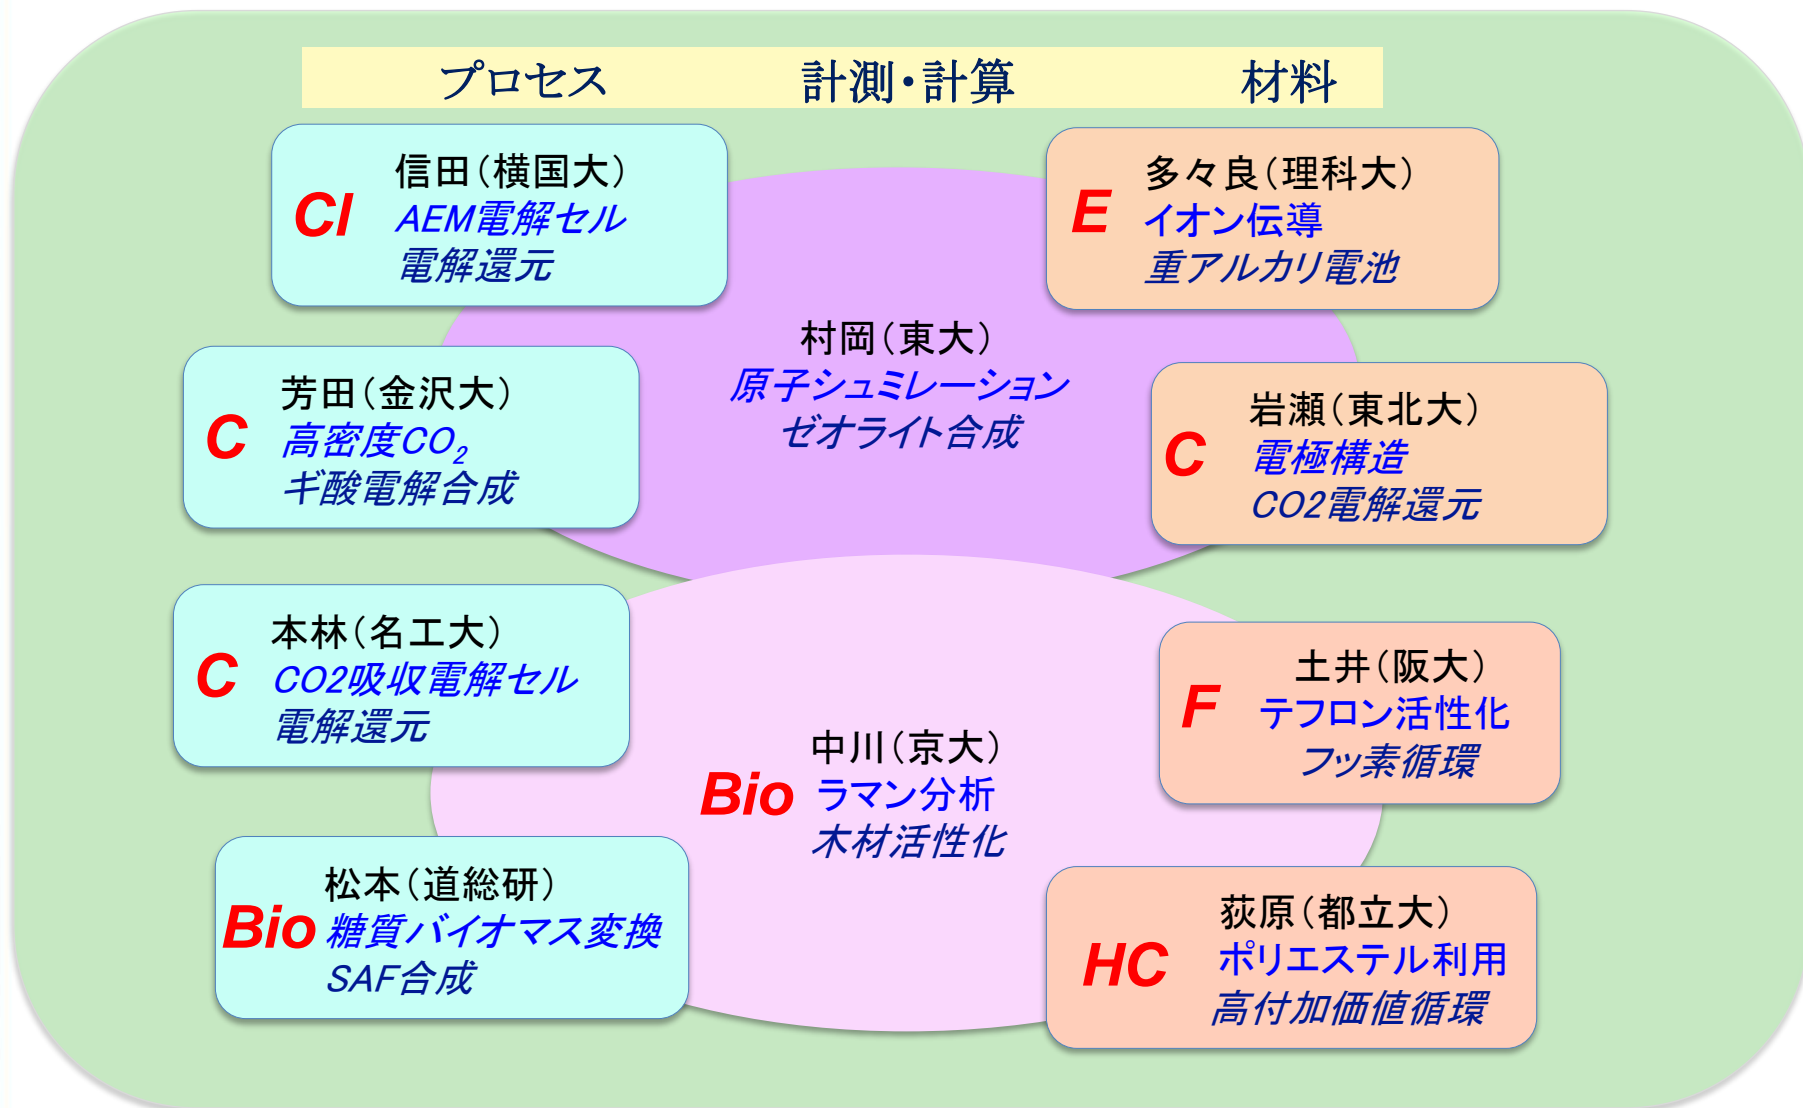 プロセス 計測・計算 材料
信田（横国大）
Cl
AEM電解セル
電解還元
多々良（理科大）
E
イオン伝導
重アルカリ電池
村岡（東大）
原子シュミレーション
ゼオライト合成
芳田（金沢大）
C
高密度CO₂
ギ酸電解合成
岩瀬（東北大）
C
電極構造
CO2電解還元
本林（名工大）
C
CO2吸収電解セル
電解還元
土井（阪大）
F
テフロン活性化
フッ素循環
中川（京大）
Bio
ラマン分析
木材活性化
松本（道総研）
Bio
糖質バイオマス変換
SAF合成
荻原（都立大）
HC
ポリエステル利用
高付加価値循環